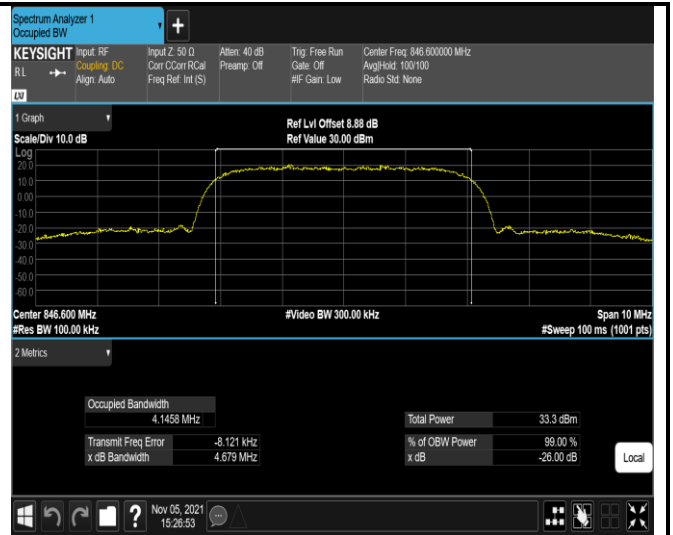 Spectrum Analyzer 1
Occupied BW
+
KEYSIGHT
RL
LXI
Input: RF
Coupling: DC
Align: Auto
Input Z: 50 Ω
Corr CCorr RCal
Freq Ref: Int (S)
Atten: 40 dB
Preamp: Off
Trig: Free Run
Gate: Off
#IF Gain: Low
Center Freq: 846.600000 MHz
Avg|Hold: 100/100
Radio Std: None
1 Graph
Scale/Div 10.0 dB
Ref Lvl Offset 8.88 dB
Ref Value 30.00 dBm
Log
20.0
10.0
0.00
-10.0
-20.0
-30.0
-40.0
-50.0
-60.0
Center 846.600 MHz
#Video BW 300.00 kHz
Span 10 MHz
#Res BW 100.00 kHz
#Sweep 100 ms (1001 pts)
2 Metrics
Occupied Bandwidth
4.1458 MHz
Total Power 33.3 dBm
Transmit Freq Error -8.121 kHz
% of OBW Power 99.00 %
x dB Bandwidth 4.679 MHz
x dB -26.00 dB
Local
?
Nov 05, 2021
15:26:53